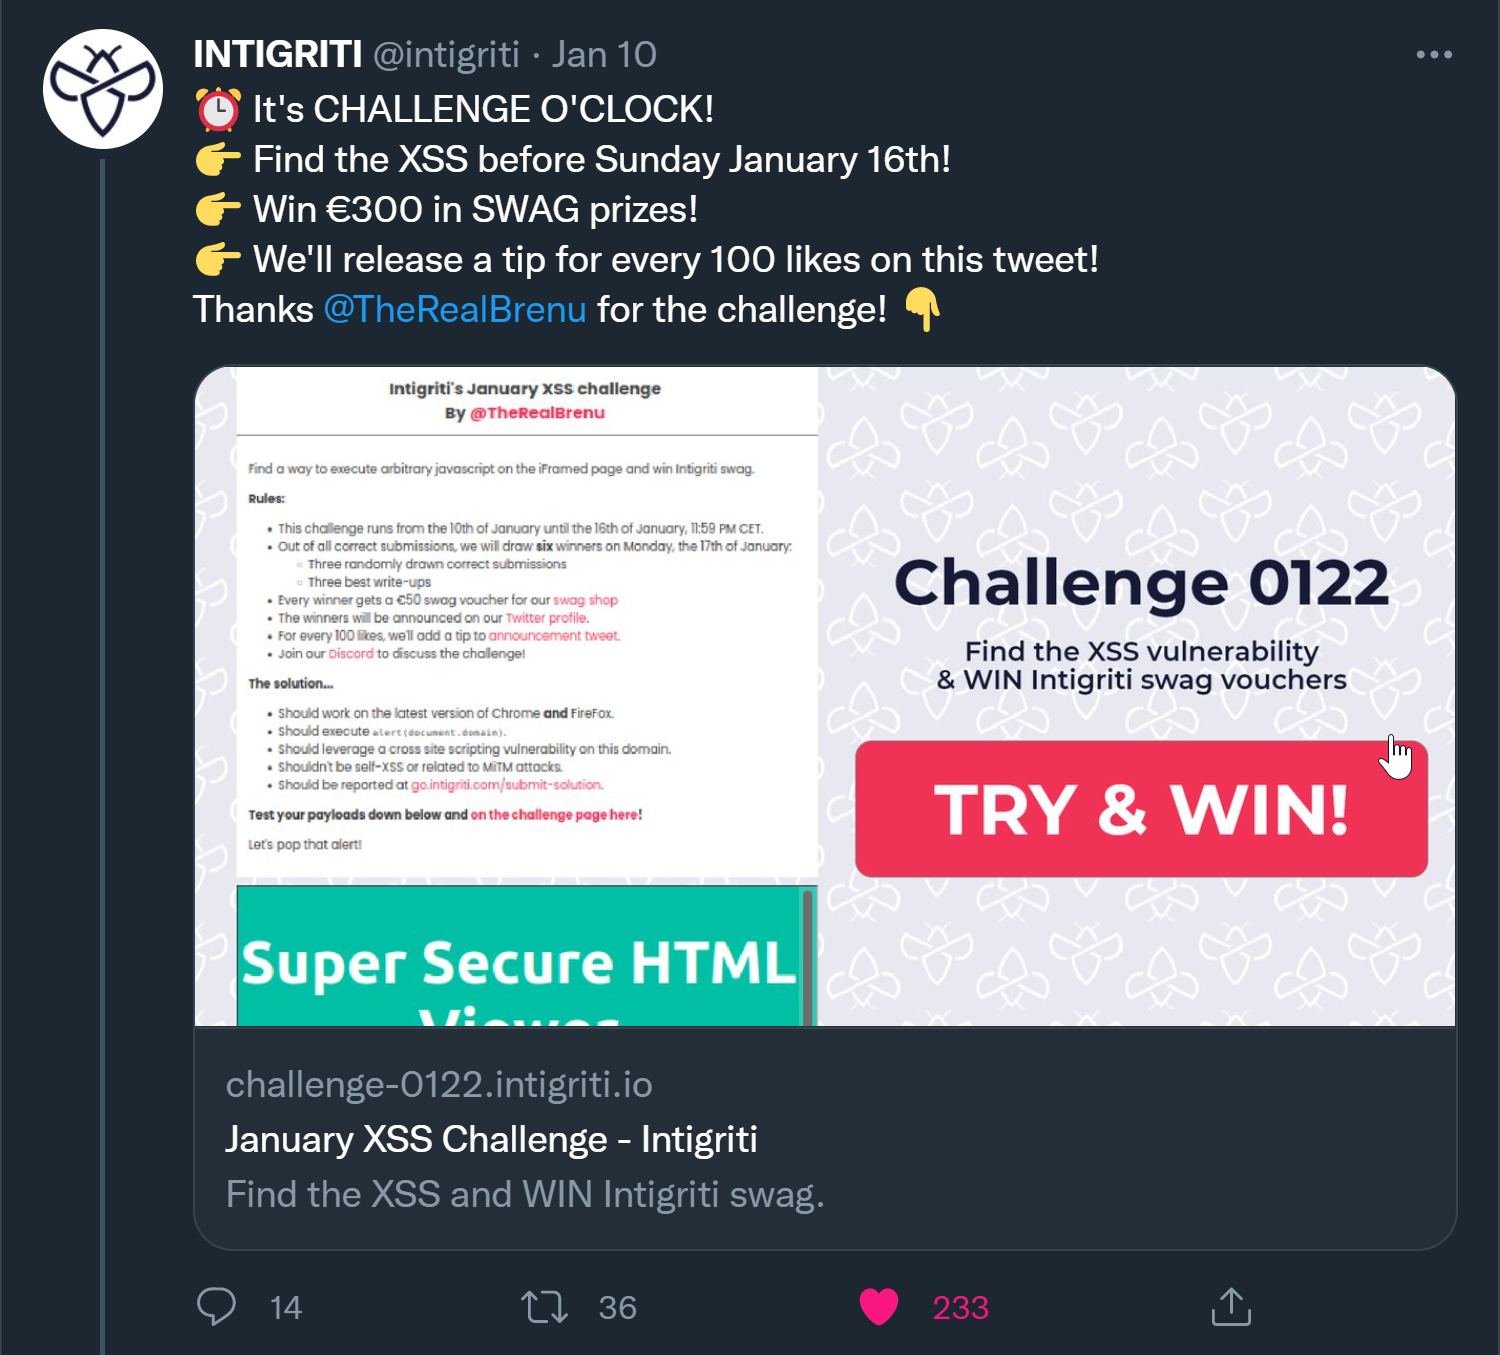 INTIGRITI @intigriti · Jan 10
⏰ It's CHALLENGE O'CLOCK!
👉 Find the XSS before Sunday January 16th!
👉 Win €300 in SWAG prizes!
👉 We'll release a tip for every 100 likes on this tweet!
Thanks @TheRealBrenu for the challenge! 👇
Intigriti's January XSS challenge
By @TheRealBrenu
Find a way to execute arbitrary javascript on the iFramed page and win Intigriti swag.
Rules:
• This challenge runs from the 10th of January until the 16th of January, 11:59 PM CET.
• Out of all correct submissions, we will draw six winners on Monday, the 17th of January:
○ Three randomly drawn correct submissions
○ Three best write-ups
• Every winner gets a €50 swag voucher for our swag shop
• The winners will be announced on our Twitter profile.
• For every 100 likes, we'll add a tip to announcement tweet.
• Join our Discord to discuss the challenge!
The solution...
• Should work on the latest version of Chrome and FireFox.
• Should execute alert(document.domain).
• Should leverage a cross site scripting vulnerability on this domain.
• Shouldn't be self-XSS or related to MiTM attacks.
• Should be reported at go.intigriti.com/submit-solution.
Test your payloads down below and on the challenge page here!
Let's pop that alert!
Super Secure HTML
Viewer
Challenge 0122
Find the XSS vulnerability
& WIN Intigriti swag vouchers
TRY & WIN!
challenge-0122.intigriti.io
January XSS Challenge - Intigriti
Find the XSS and WIN Intigriti swag.
14 36 233